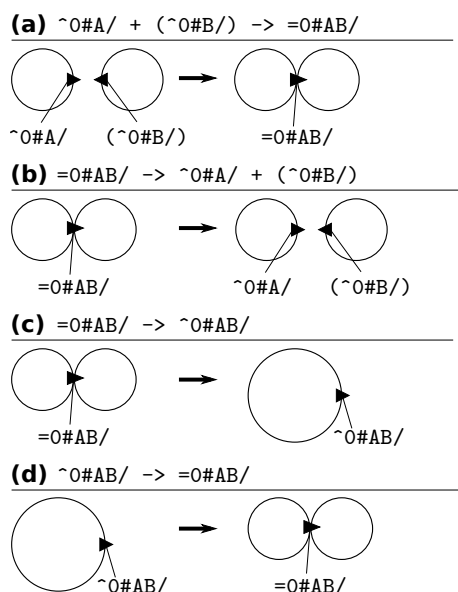 (a) ^0#A/ + (^0#B/) -> =0#AB/
^0#A/ (^0#B/) =0#AB/
(b) =0#AB/ -> ^0#A/ + (^0#B/)
=0#AB/ ^0#A/ (^0#B/)
(c) =0#AB/ -> ^0#AB/
=0#AB/ ^0#AB/
(d) ^0#AB/ -> =0#AB/
^0#AB/ =0#AB/